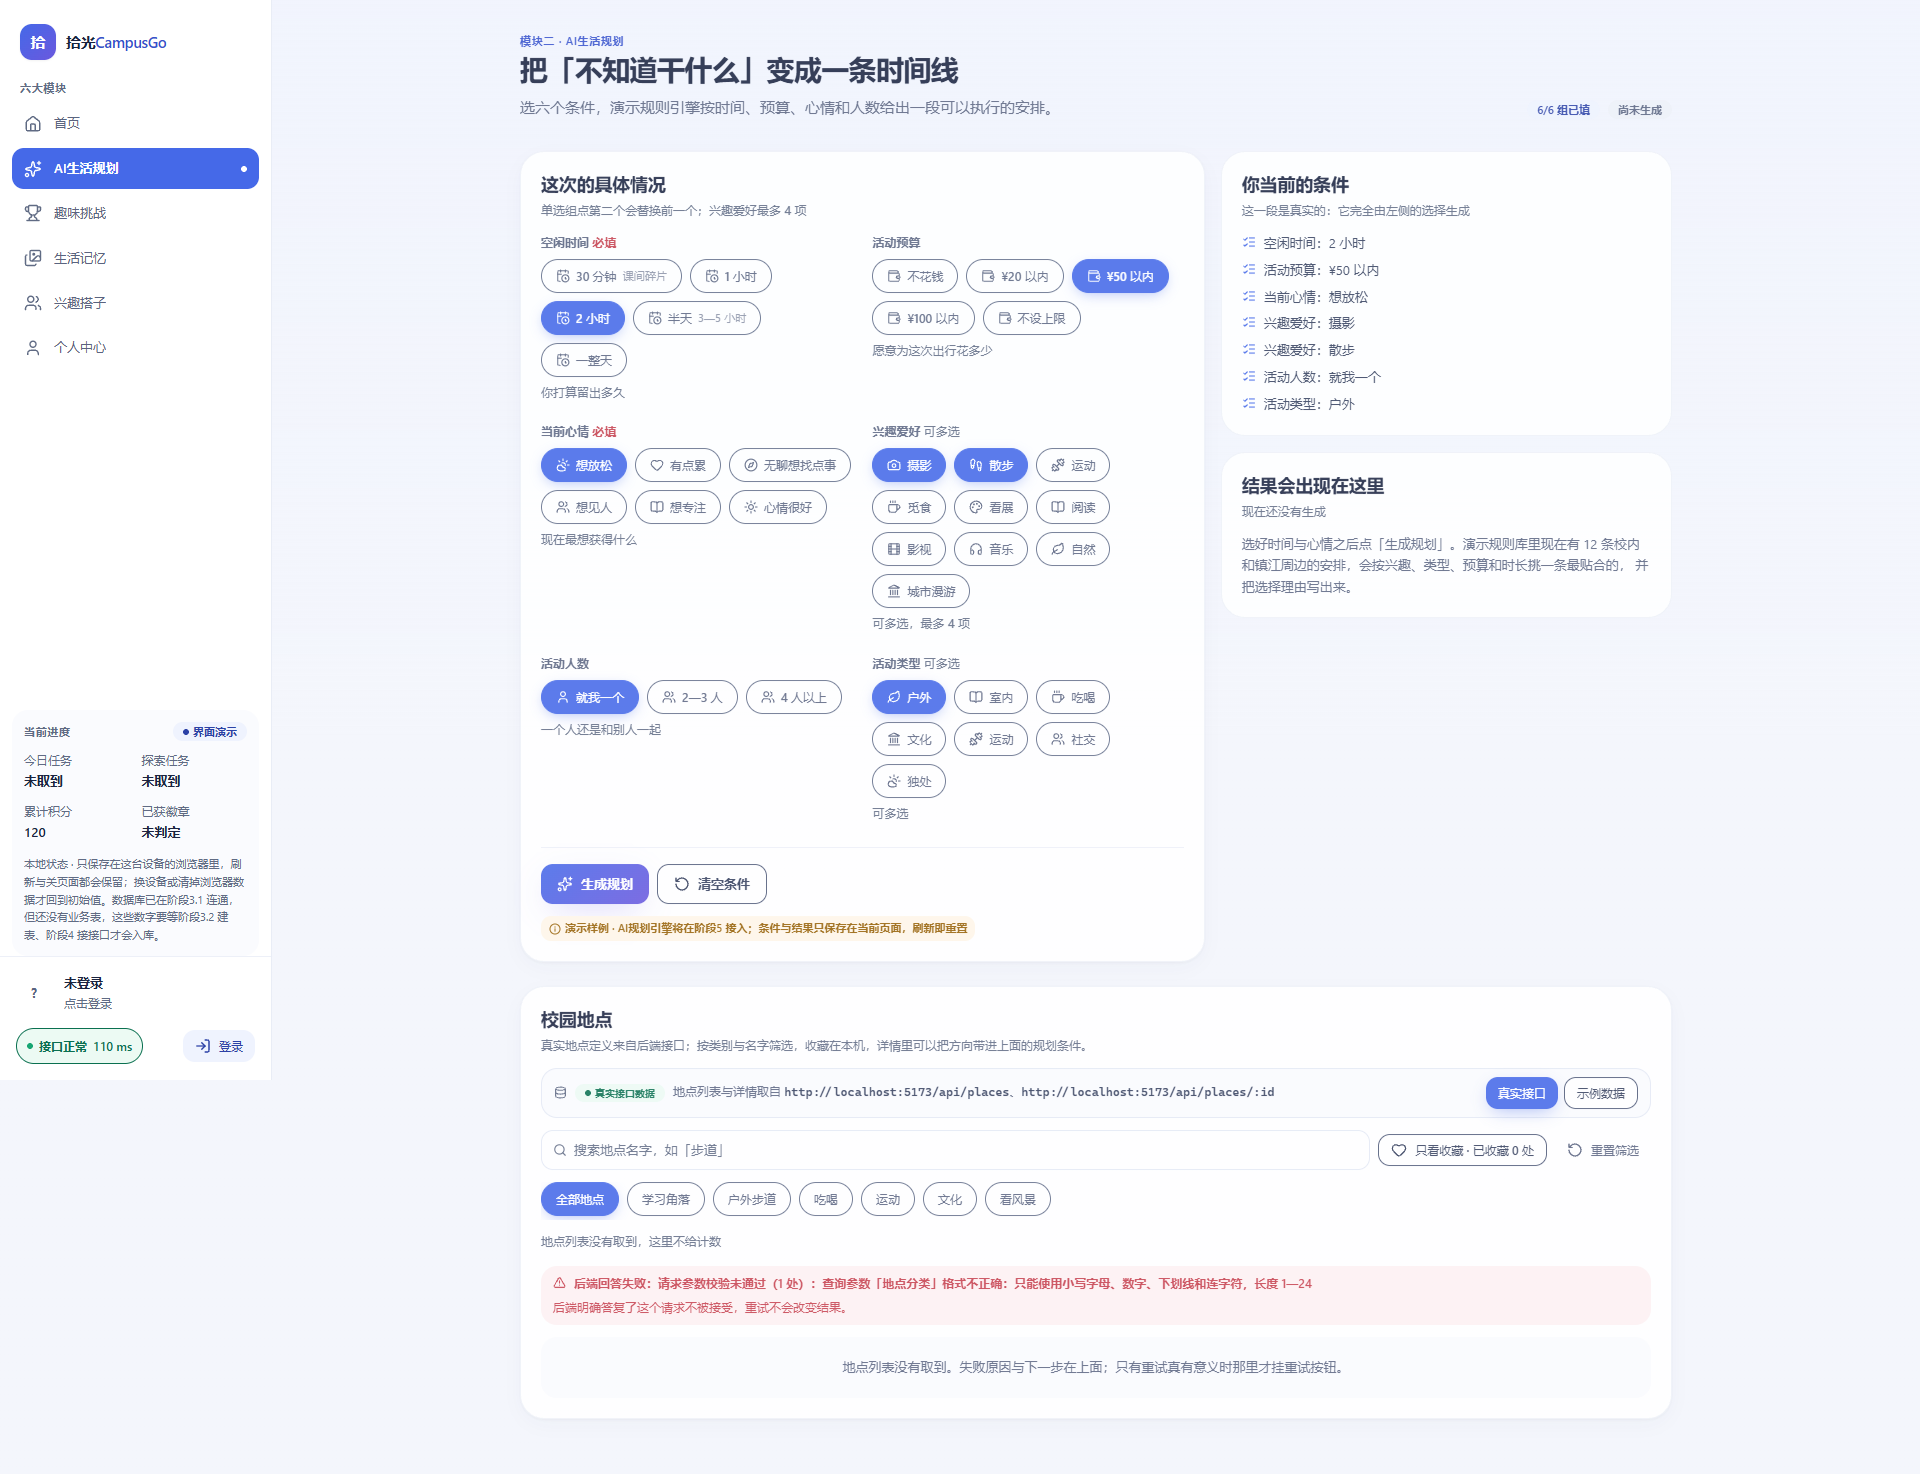 拾
拾光CampusGo
六大模块
首页
AI生活规划
趣味挑战
生活记忆
兴趣搭子
个人中心
当前进度
界面演示
今日任务
未取到
探索任务
未取到
累计积分
120
已获徽章
未判定
本地状态 · 只保存在这台设备的浏览器里，刷
新与关页面都会保留；换设备或清掉浏览器数
据才回到初始值。数据库已在阶段3.1 连通，
但还没有业务表，这些数字要等阶段3.2 建
表、阶段4 接接口才会入库。
?
未登录
点击登录
接口正常 110 ms
登录
模块二 · AI生活规划
把「不知道干什么」变成一条时间线
选六个条件，演示规则引擎按时间、预算、心情和人数给出一段可以执行的安排。
6/6 组已填
尚未生成
这次的具体情况
单选组点第二个会替换前一个；兴趣爱好最多 4 项
空闲时间 必填
30 分钟 课间碎片
1 小时
2 小时
半天 3—5 小时
一整天
你打算留出多久
活动预算
不花钱
¥20 以内
¥50 以内
¥100 以内
不设上限
愿意为这次出行花多少
当前心情 必填
想放松
有点累
无聊想找点事
想见人
想专注
心情很好
现在最想获得什么
兴趣爱好 可多选
摄影
散步
运动
觅食
看展
阅读
影视
音乐
自然
城市漫游
可多选，最多 4 项
活动人数
就我一个
2—3 人
4 人以上
一个人还是和别人一起
活动类型 可多选
户外
室内
吃喝
文化
运动
社交
独处
可多选
生成规划
清空条件
演示样例 · AI规划引擎将在阶段5 接入；条件与结果只保存在当前页面，刷新即重置
你当前的条件
这一段是真实的：它完全由左侧的选择生成
空闲时间：2 小时
活动预算：¥50 以内
当前心情：想放松
兴趣爱好：摄影
兴趣爱好：散步
活动人数：就我一个
活动类型：户外
结果会出现在这里
现在还没有生成
选好时间与心情之后点「生成规划」。演示规则库里现在有 12 条校内
和镇江周边的安排，会按兴趣、类型、预算和时长挑一条最贴合的， 并
把选择理由写出来。
校园地点
真实地点定义来自后端接口；按类别与名字筛选，收藏在本机，详情里可以把方向带进上面的规划条件。
真实接口数据
地点列表与详情取自 http://localhost:5173/api/places、http://localhost:5173/api/places/:id
真实接口
示例数据
搜索地点名字，如「步道」
只看收藏 · 已收藏 0 处
重置筛选
全部地点
学习角落
户外步道
吃喝
运动
文化
看风景
地点列表没有取到，这里不给计数
后端回答失败：请求参数校验未通过（1 处）：查询参数「地点分类」格式不正确：只能使用小写字母、数字、下划线和连字符，长度 1—24
后端明确答复了这个请求不被接受，重试不会改变结果。
地点列表没有取到。失败原因与下一步在上面；只有重试真有意义时那里才挂重试按钮。